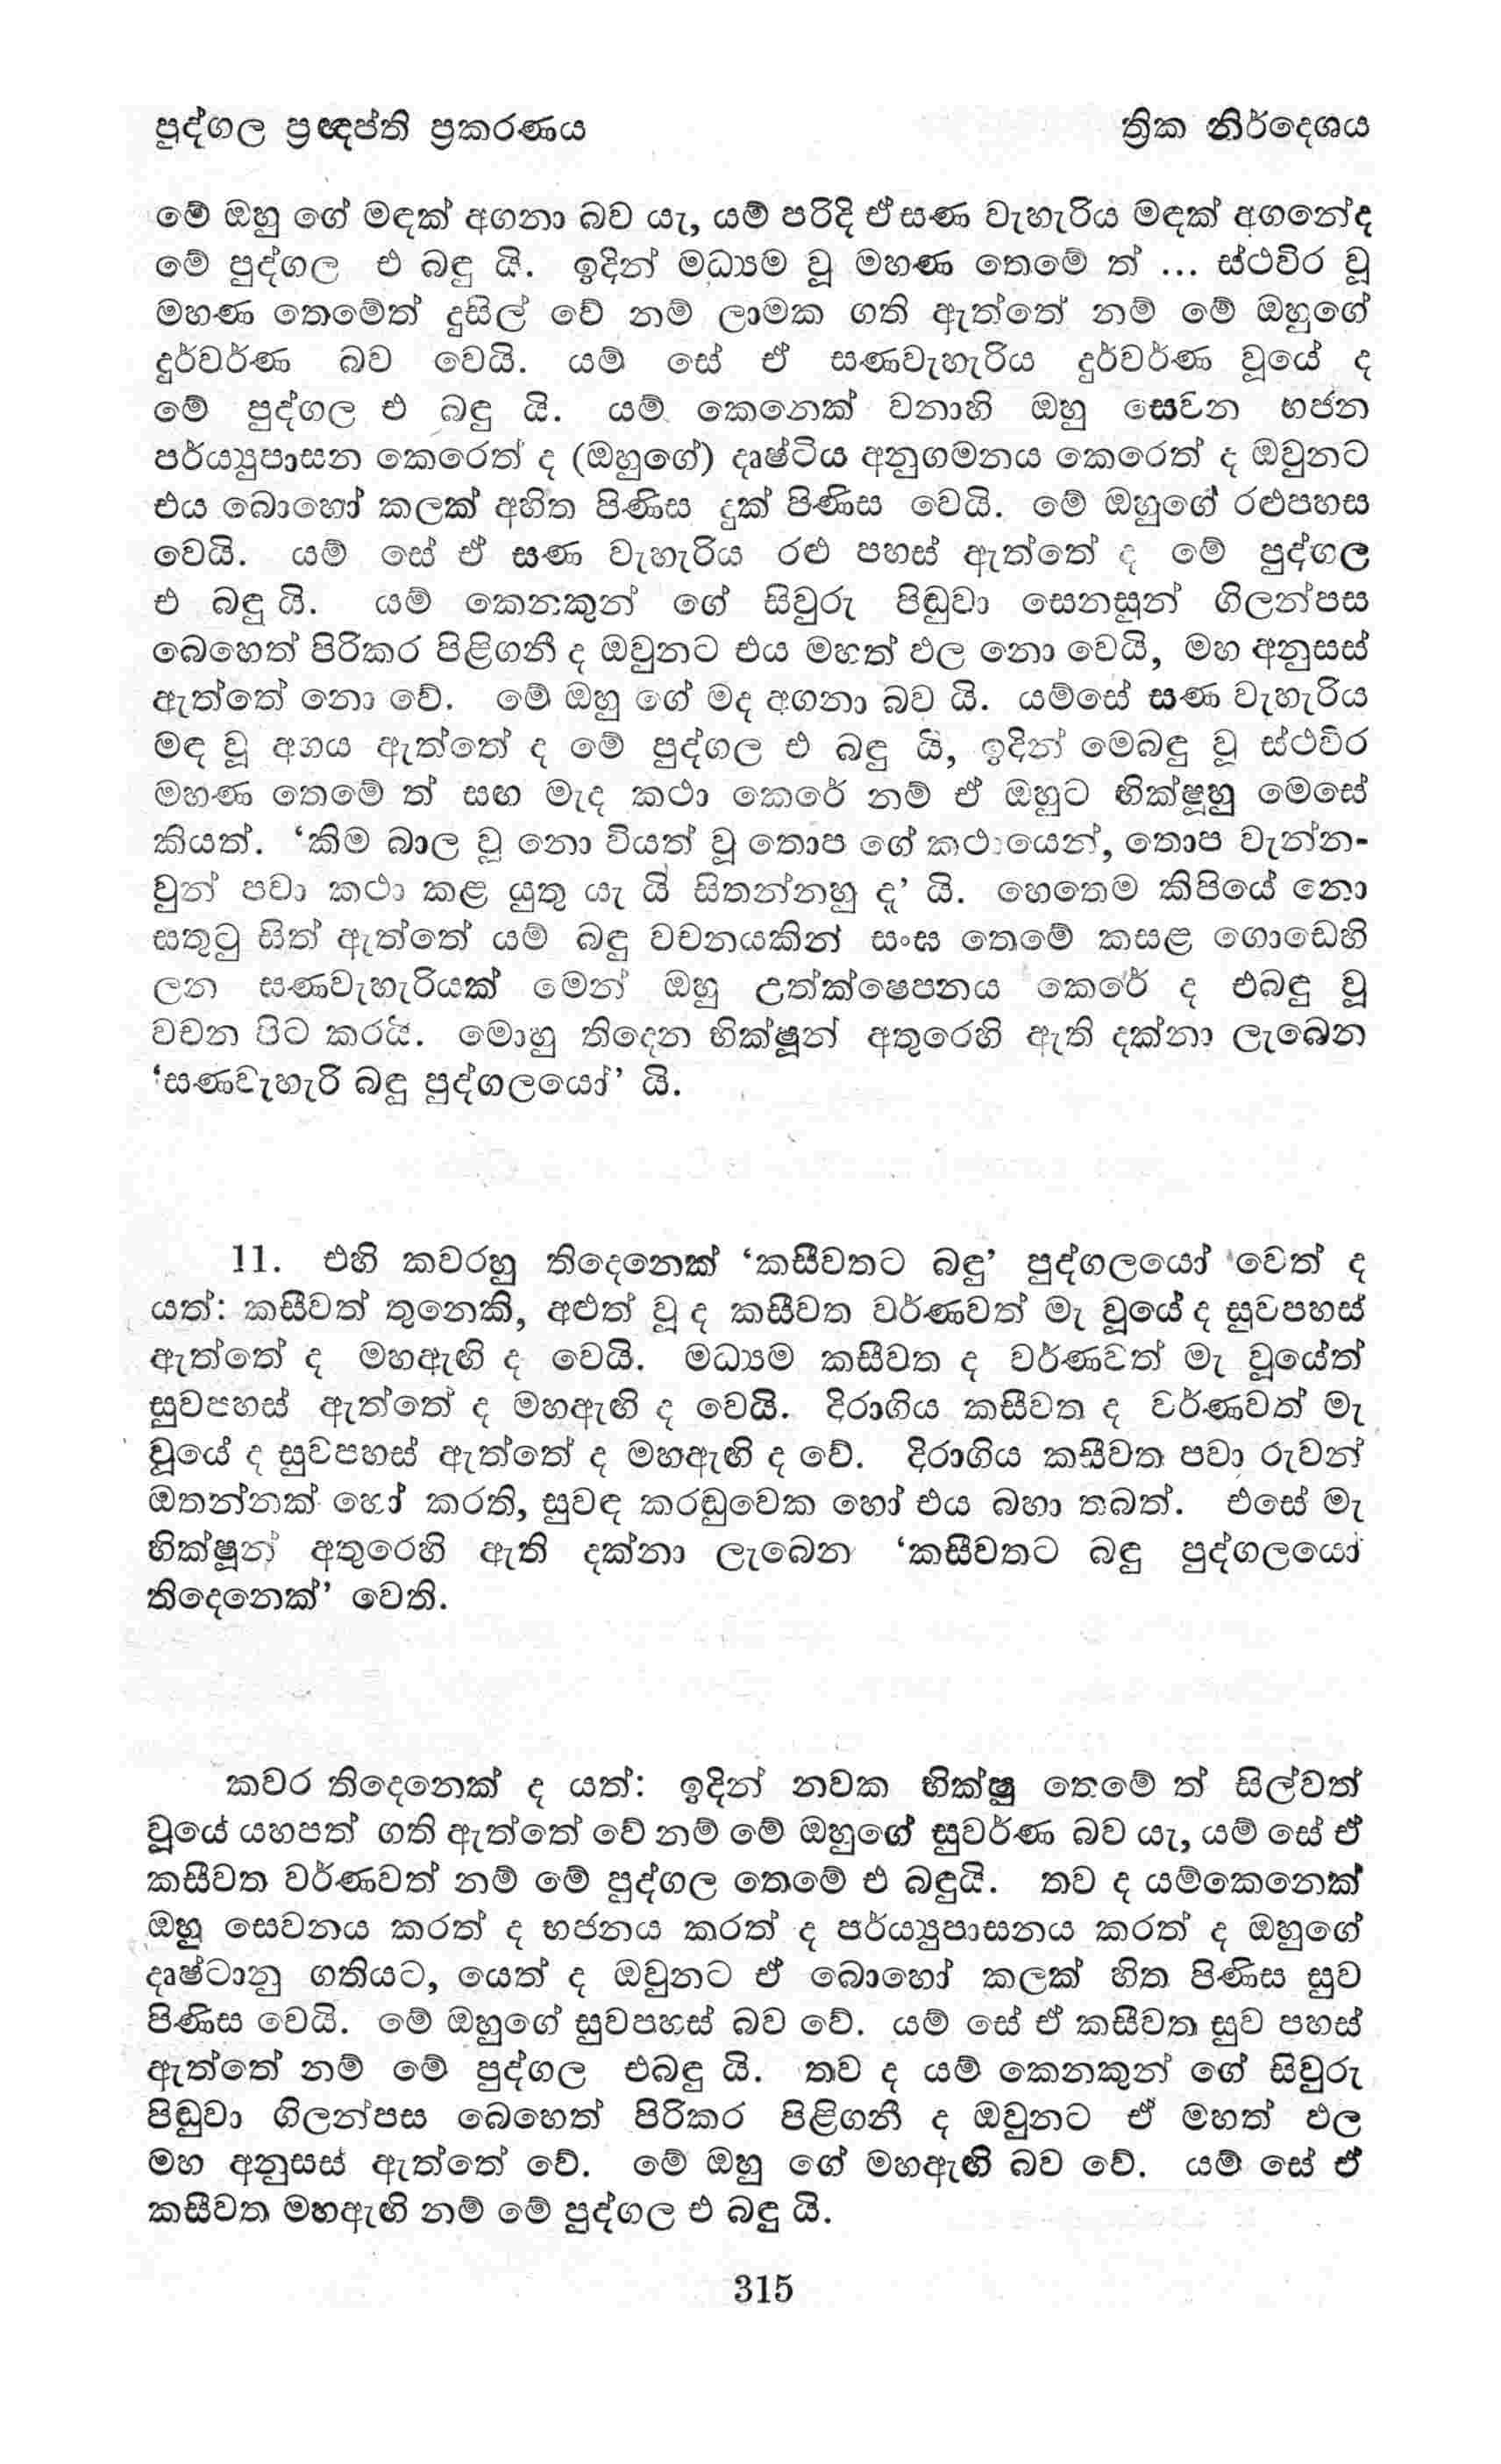 පුද්ගල ප්‍රඥප්ති ප්‍රකරණය ත්‍රික නිර්දෙශය
මේ ඔහු ගේ මඳක් අගනා බව යැ, යම් පරිදි ඒ සණ වැහැරිය මඳක් අගනේද
මේ පුද්ගල එ බඳු යි. ඉදින් මධ්‍යම වූ මහණ තෙමේ ත් ... ස්ථවිර වූ
මහණ තෙමේත් දුසිල් වේ නම් ලාමක ගති ඇත්තේ නම් මේ ඔහුගේ
දුර්වර්ණ බව වෙයි. යම් සේ ඒ සණවැහැරිය දුර්වර්ණ වූයේ ද
මේ පුද්ගල එ බඳු යි. යම් කෙනෙක් වනාහි ඔහු සෙවන භජන
පර්ය්‍යුපාසන කෙරෙත් ද (ඔහුගේ) දෘෂ්ටිය අනුගමනය කෙරෙත් ද ඔවුනට
එය බොහෝ කලක් අහිත පිණිස දුක් පිණිස වෙයි. මේ ඔහුගේ රළුපහස
වෙයි. යම් සේ ඒ සණ වැහැරිය රළු පහස් ඇත්තේ ද මේ පුද්ගල
එ බඳු යි. යම් කෙනකුන් ගේ සිවුරු පිඬුවා සෙනසුන් ගිලන්පස
බෙහෙත් පිරිකර පිළිගනී ද ඔවුනට එය මහත් ඵල නො වෙයි, මහ අනුසස්
ඇත්තේ නො වේ. මේ ඔහු ගේ මද අගනා බව යි. යම්සේ සණ වැහැරිය
මඳ වූ අගය ඇත්තේ ද මේ පුද්ගල එ බඳු යි, ඉදින් මෙබඳු වූ ස්ථවිර
මහණ තෙමේ ත් සඟ මැද කථා කෙරේ නම් ඒ ඔහුට භික්ෂූහු මෙසේ
කියත්. ‘කිම බාල වූ නො වියත් වූ තොප ගේ කථායෙන්, තොප වැන්න-
වුන් පවා කථා කළ යුතු යැ යි සිතන්නහු ද’ යි. හෙතෙම කිපියේ නො
සතුටු සිත් ඇත්තේ යම් බඳු වචනයකින් සංඝ තෙමේ කසළ ගොඩෙහි
ලන සණවැහැරියක් මෙන් ඔහු උත්ක්ෂෙපනය කෙරේ ද එබඳු වූ
වචන පිට කරයි. මොහු තිදෙන භික්ෂූන් අතුරෙහි ඇති දක්නා ලැබෙන
‘සණවැහැරි බඳු පුද්ගලයෝ’ යි.
11. එහි කවරහු තිදෙනෙක් ‘කසීවතට බඳු’ පුද්ගලයෝ වෙත් ද
යත්: කසීවත් තුනෙකි, අළුත් වූ ද කසීවත වර්ණවත් මැ වූයේ ද සුවපහස්
ඇත්තේ ද මහඇඟි ද වෙයි. මධ්‍යම කසීවත ද වර්ණවත් මැ වූයේත්
සුවපහස් ඇත්තේ ද මහඇඟි ද වෙයි. දිරාගිය කසීවත ද වර්ණවත් මැ
වූයේ ද සුවපහස් ඇත්තේ ද මහඇඟි ද වේ. දිරාගිය කසීවත පවා රුවන්
ඔතන්නක් හෝ කරති, සුවඳ කරඬුවෙක හෝ එය බහා තබත්. එසේ මැ
භික්ෂූන් අතුරෙහි ඇති දක්නා ලැබෙන ‘කසීවතට බඳු පුද්ගලයෝ
තිදෙනෙක්’ වෙති.
කවර තිදෙනෙක් ද යත්: ඉදින් නවක භික්ෂු තෙමේ ත් සිල්වත්
වූයේ යහපත් ගති ඇත්තේ වේ නම් මේ ඔහුගේ සුවර්ණ බව යැ, යම් සේ ඒ
කසීවත වර්ණවත් නම් මේ පුද්ගල තෙමේ එ බඳුයි. තව ද යම්කෙනෙක්
ඔහු සෙවනය කරත් ද භජනය කරත් ද පර්ය්‍යුපාසනය කරත් ද ඔහුගේ
දෘෂ්ටානු ගතියට, යෙත් ද ඔවුනට ඒ බොහෝ කලක් හිත පිණිස සුව
පිණිස වෙයි. මේ ඔහුගේ සුවපහස් බව වේ. යම් සේ ඒ කසීවත සුව පහස්
ඇත්තේ නම් මේ පුද්ගල එබඳු යි. තව ද යම් කෙනකුන් ගේ සිවුරු
පිඬුවා ගිලන්පස බෙහෙත් පිරිකර පිළිගනී ද ඔවුනට ඒ මහත් ඵල
මහ අනුසස් ඇත්තේ වේ. මේ ඔහු ගේ මහඇඟි බව වේ. යම් සේ ඒ
කසීවත මහඇඟි නම් මේ පුද්ගල එ බඳු යි.
315